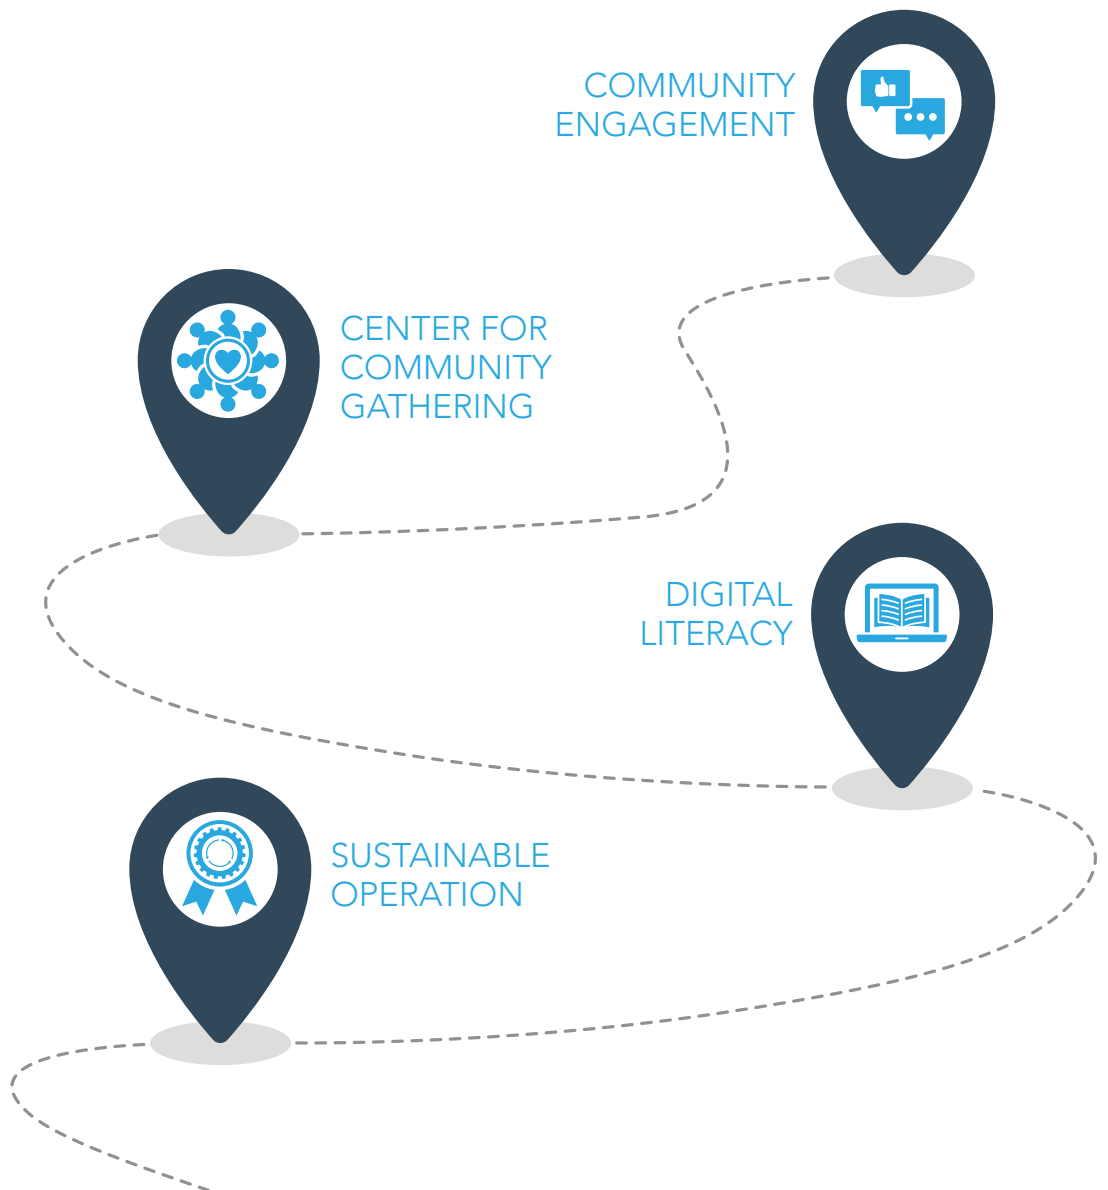 COMMUNITY
ENGAGEMENT
CENTER FOR
COMMUNITY
GATHERING
DIGITAL
LITERACY
SUSTAINABLE
OPERATION